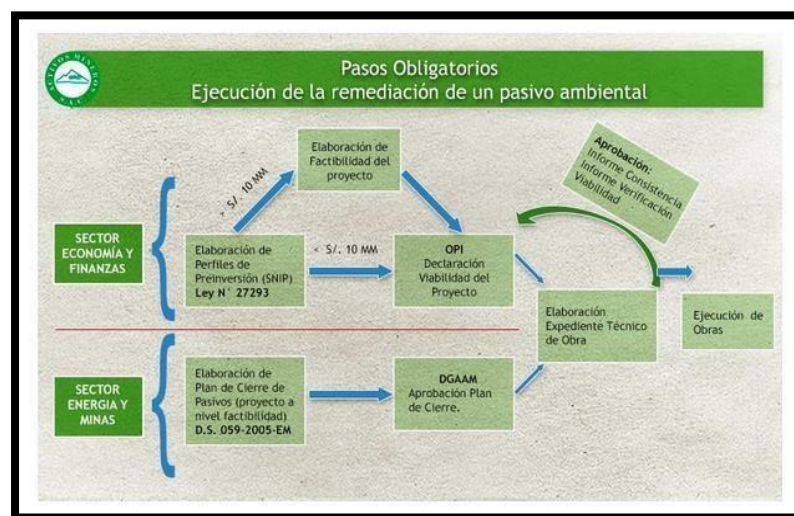 ACTIVOS MINEROS
S.A.C.
Pasos Obligatorios
Ejecución de la remediación de un pasivo ambiental
Elaboración de
Factibilidad del
proyecto
Aprobación:
Informe Consistencia
Informe Verificación
Viabilidad
> S/. 10 MM
SECTOR
ECONOMÍA Y
FINANZAS
Elaboración de
Perfiles de
Preinversión (SNIP)
Ley N° 27293
< S/. 10 MM
OPI
Declaración
Viabilidad del
Proyecto
Elaboración
Expediente Técnico
de Obra
Ejecución de
Obras
SECTOR
ENERGIA Y
MINAS
Elaboración de
Plan de Cierre de
Pasivos (proyecto a
nivel factibilidad)
D.S. 059-2005-EM
DGAAM
Aprobación Plan
de Cierre.